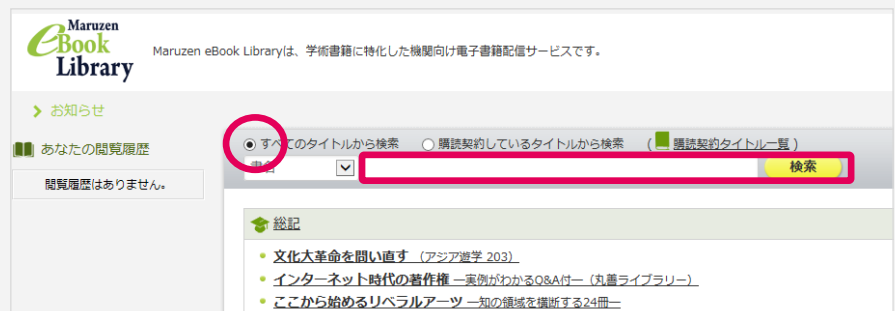 Maruzen
eBook
Library
Maruzen eBook Libraryは、学術書籍に特化した機関向け電子書籍配信サービスです。
お知らせ
あなたの閲覧履歴
閲覧履歴はありません。
すべてのタイトルから検索 購読契約しているタイトルから検索 ( 購読契約タイトル一覧 )
書名 検索
総記
文化大革命を問い直す (アジア遊学 203)
インターネット時代の著作権 ―実例がわかるQ&A付― (丸善ライブラリー)
ここから始めるリベラルアーツ ―知の領域を横断する24冊―